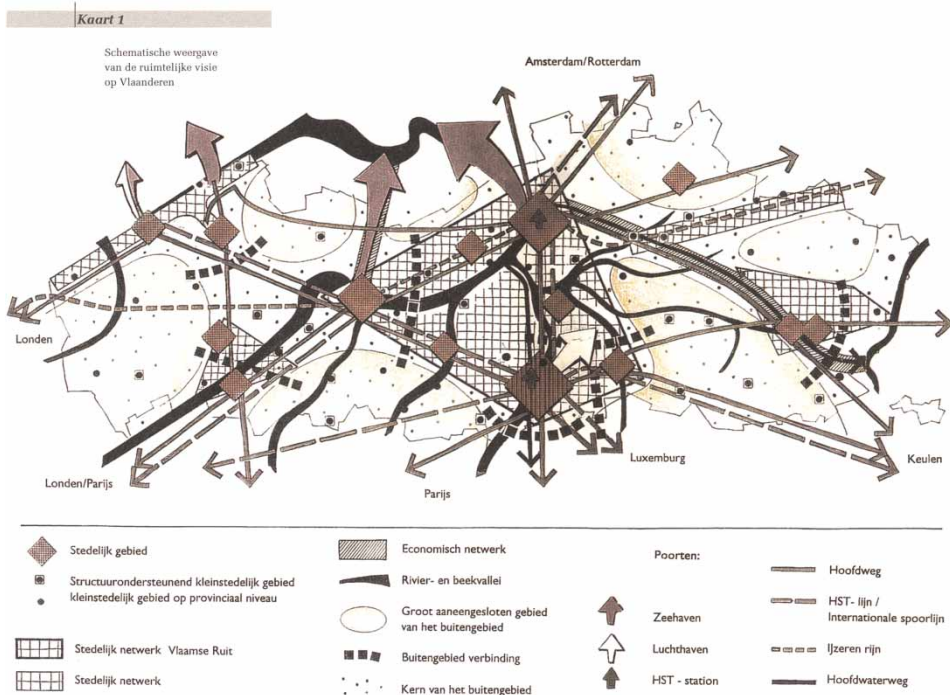 Kaart 1
Schematische weergave
van de ruimtelijke visie
op Vlaanderen
Amsterdam/Rotterdam
Londen
Londen/Parijs
Parijs
Luxemburg
Keulen
Stedelijk gebied
Structuurondersteunend kleinstedelijk gebied
kleinstedelijk gebied op provinciaal niveau
Stedelijk netwerk Vlaamse Ruit
Stedelijk netwerk
Economisch netwerk
Rivier- en beekvallei
Groot aaneengesloten gebied
van het buitengebied
Buitengebied verbinding
Kern van het buitengebied
Poorten:
Zeehaven
Luchthaven
HST - station
Hoofdweg
HST- lijn /
Internationale spoorlijn
IJzeren rijn
Hoofdwaterweg